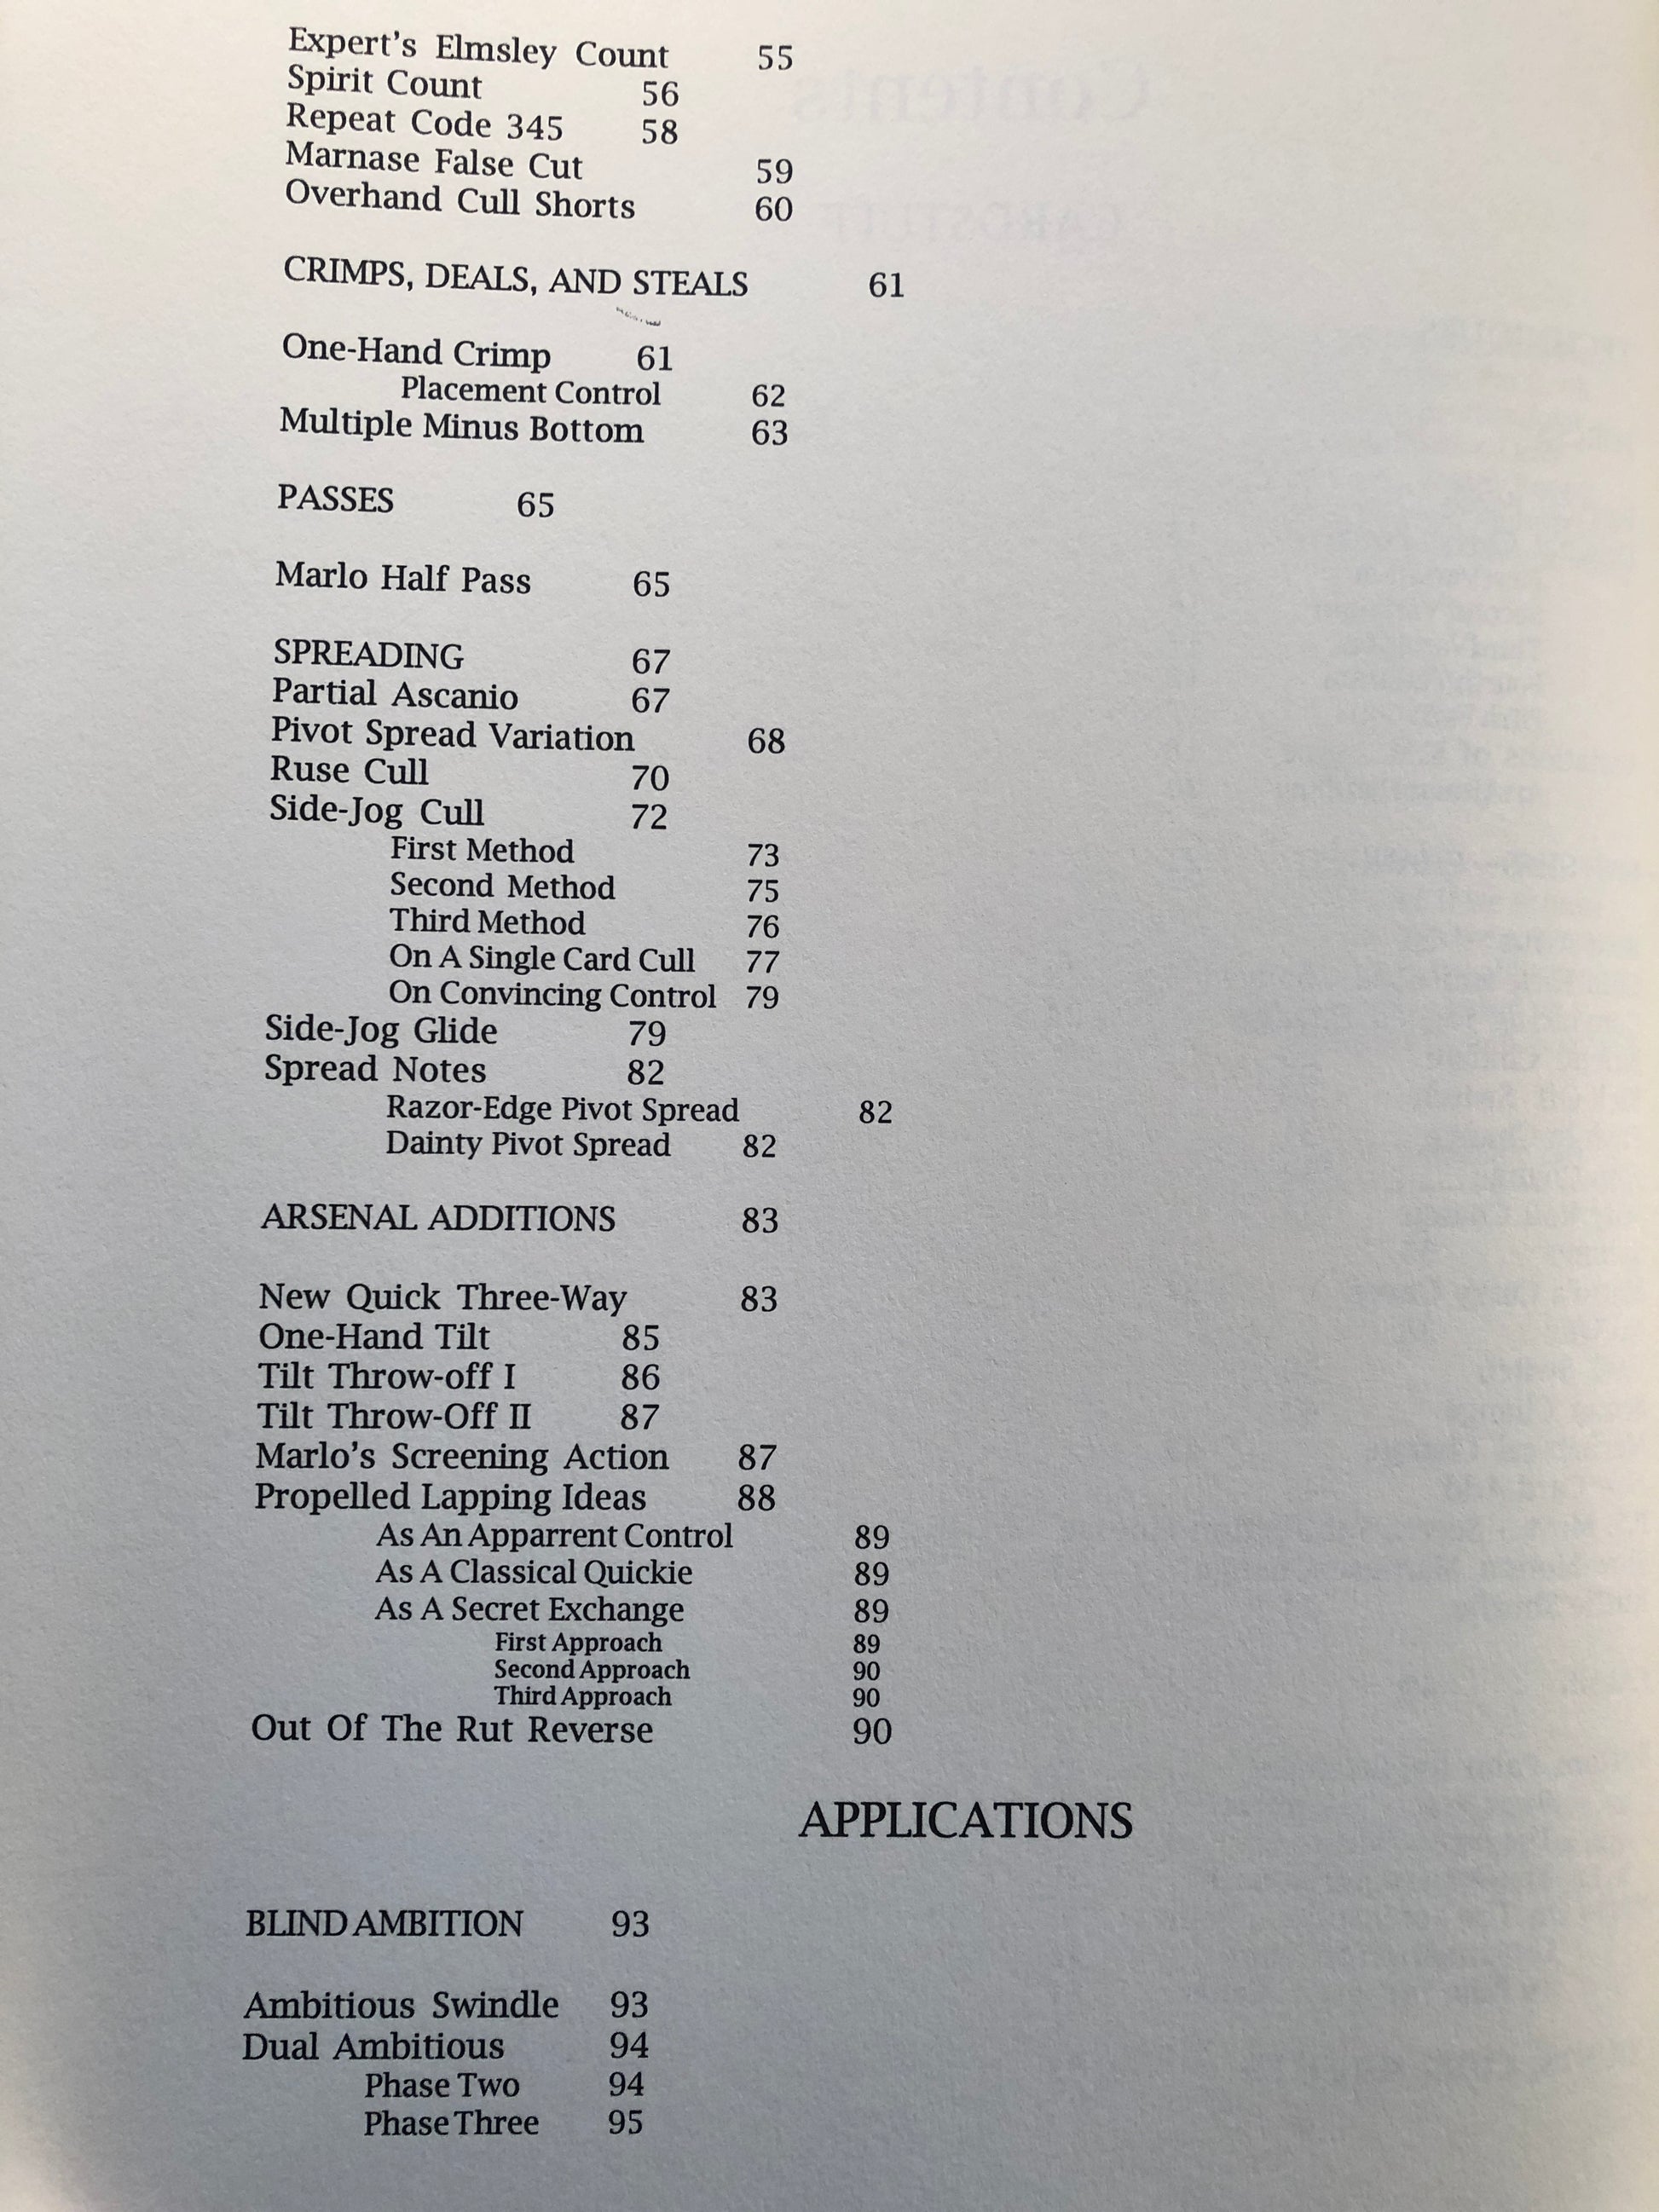 Expert's Elmsley Count 55
Spirit Count 56
Repeat Code 345 58
Marnase False Cut 59
Overhand Cull Shorts 60
CRIMPS, DEALS, AND STEALS 61
One-Hand Crimp 61
Placement Control 62
Multiple Minus Bottom 63
PASSES 65
Marlo Half Pass 65
SPREADING 67
Partial Ascanio 67
Pivot Spread Variation 68
Ruse Cull 70
Side-Jog Cull 72
First Method 73
Second Method 75
Third Method 76
On A Single Card Cull 77
On Convincing Control 79
Side-Jog Glide 79
Spread Notes 82
Razor-Edge Pivot Spread 82
Dainty Pivot Spread 82
ARSENAL ADDITIONS 83
New Quick Three-Way 83
One-Hand Tilt 85
Tilt Throw-off I 86
Tilt Throw-Off II 87
Marlo's Screening Action 87
Propelled Lapping Ideas 88
As An Apparrent Control 89
As A Classical Quickie 89
As A Secret Exchange 89
First Approach 89
Second Approach 90
Third Approach 90
Out Of The Rut Reverse 90
APPLICATIONS
BLIND AMBITION 93
Ambitious Swindle 93
Dual Ambitious 94
Phase Two 94
Phase Three 95